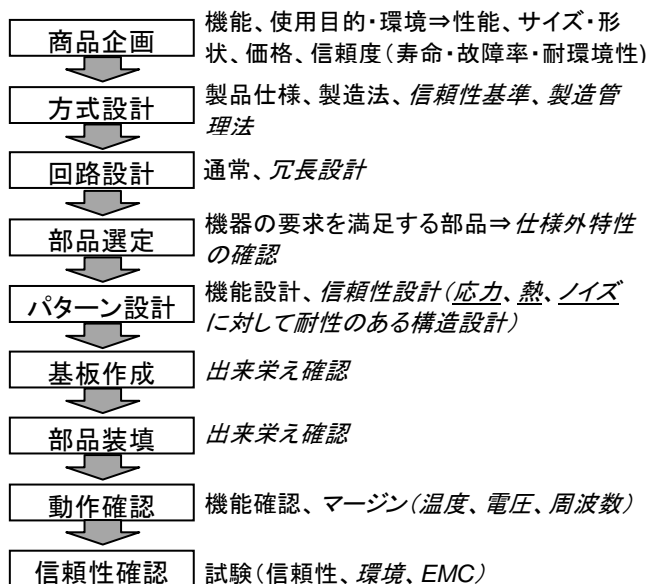 商品企画
機能、使用目的・環境⇒性能、サイズ・形
状、価格、信頼度(寿命・故障率・耐環境性)
方式設計
製品仕様、製造法、信頼性基準、製造管
理法
回路設計
通常、冗長設計
部品選定
機器の要求を満足する部品⇒仕様外特性
の確認
パターン設計
機能設計、信頼性設計(応力、熱、ノイズ
に対して耐性のある構造設計)
基板作成
出来栄え確認
部品装填
出来栄え確認
動作確認
機能確認、マージン(温度、電圧、周波数)
信頼性確認
試験(信頼性、環境、EMC)